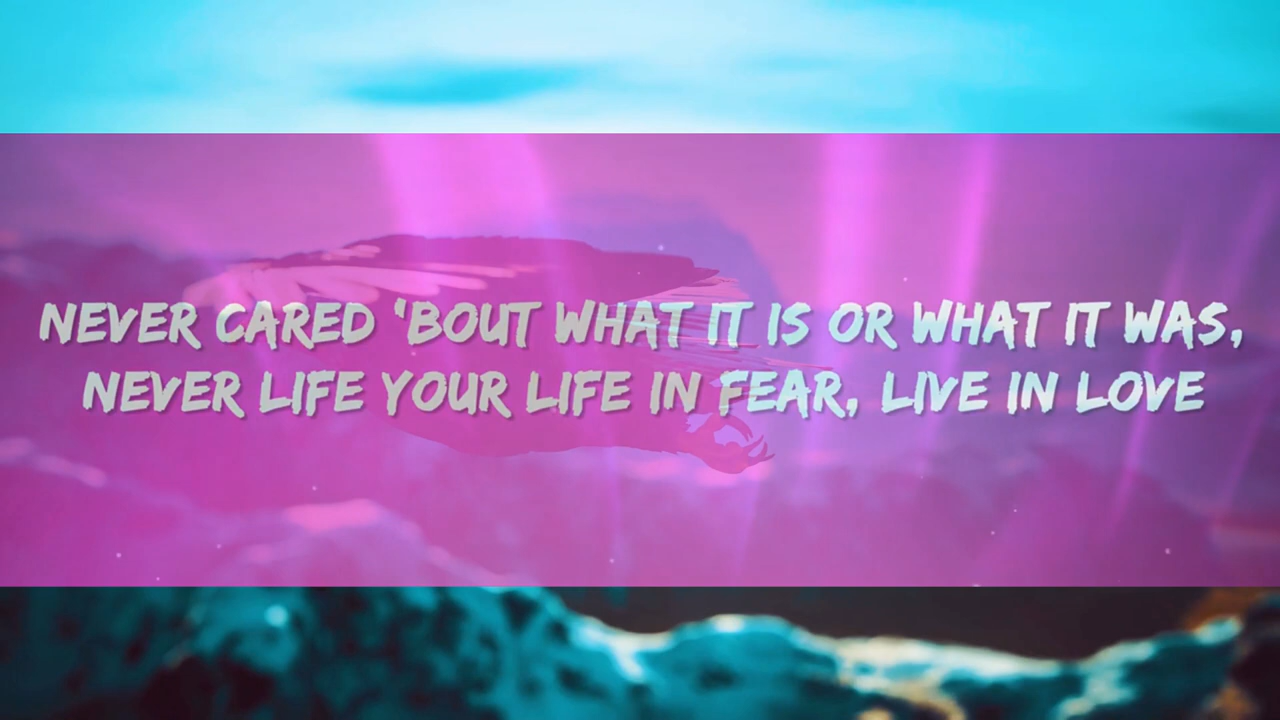 NEVER CARED 'BOUT WHAT IT IS OR WHAT IT WAS,
NEVER LIFE YOUR LIFE IN FEAR, LIVE IN LOVE